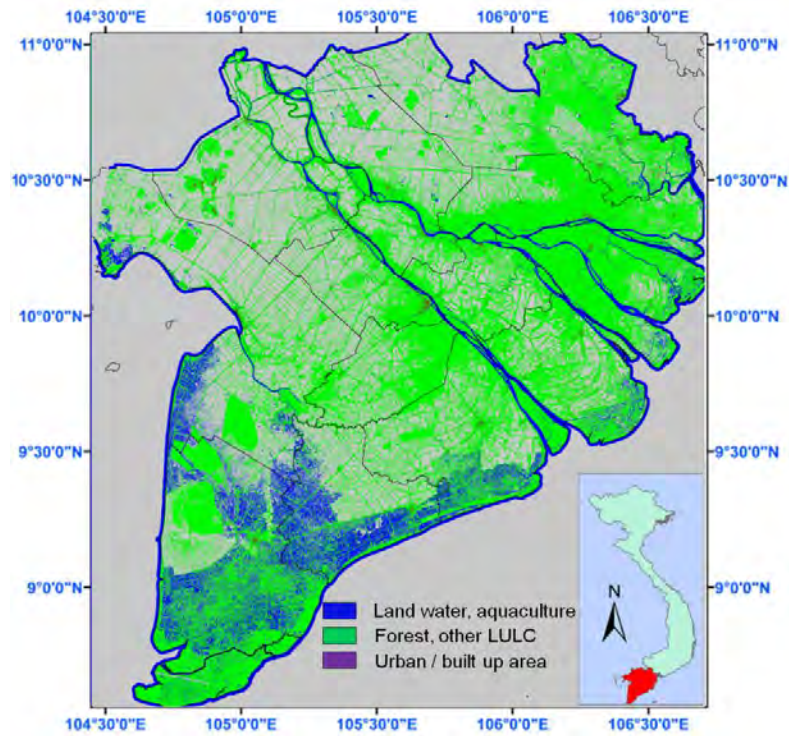 104°30'0"E 105°0'0"E 105°30'0"E 106°0'0"E 106°30'0"E
11°0'0"N 11°0'0"N
10°30'0"N 10°30'0"N
10°0'0"N 10°0'0"N
9°30'0"N 9°30'0"N
9°0'0"N 9°0'0"N
N
Land water, aquaculture
Forest, other LULC
Urban / built up area
104°30'0"E 105°0'0"E 105°30'0"E 106°0'0"E 106°30'0"E